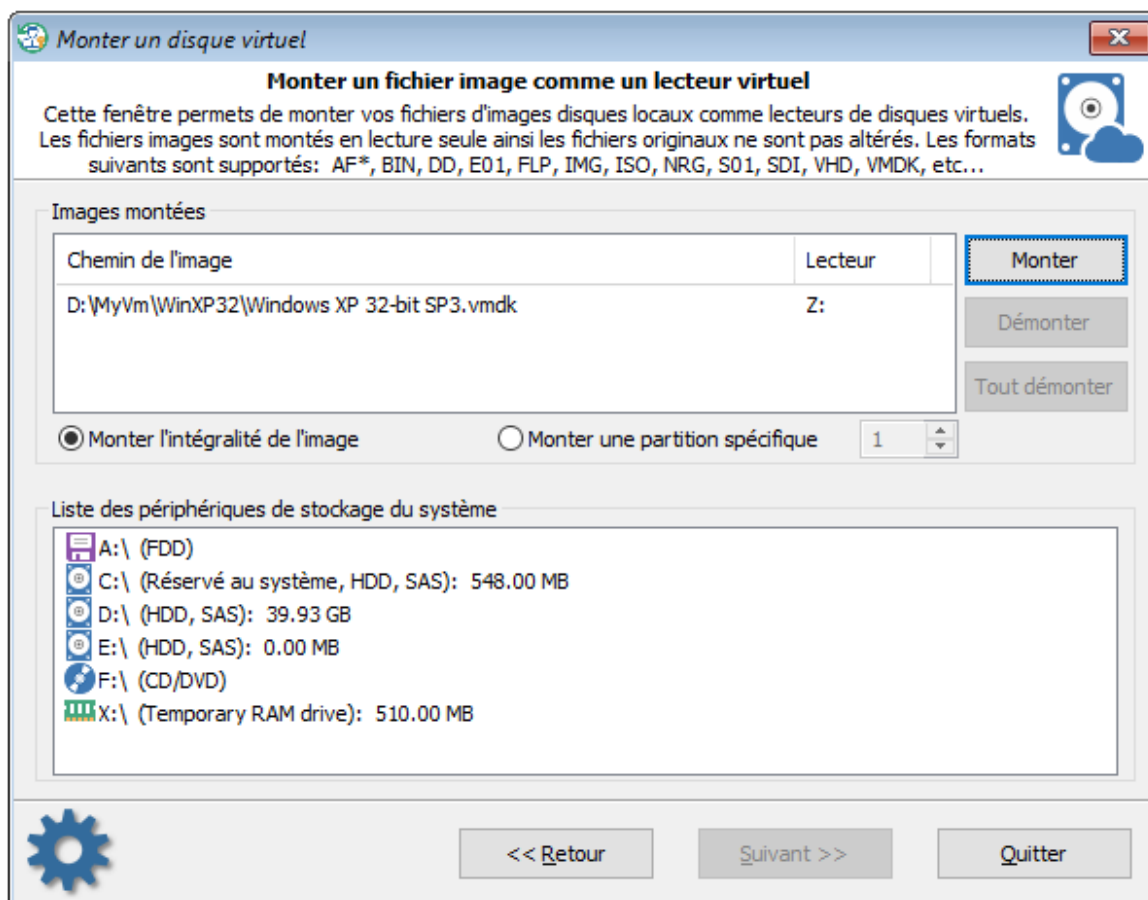 Monter un disque virtuel
Monter un fichier image comme un lecteur virtuel
Cette fenêtre permets de monter vos fichiers d'images disques locaux comme lecteurs de disques virtuels.
Les fichiers images sont montés en lecture seule ainsi les fichiers originaux ne sont pas altérés. Les formats
suivants sont supportés: AF*, BIN, DD, E01, FLP, IMG, ISO, NRG, S01, SDI, VHD, VMDK, etc...
Images montées
Chemin de l'image Lecteur
Monter
D:\MyVm\WinXP32\Windows XP 32-bit SP3.vmdk Z:
Démonter
Tout démonter
Monter l'intégralité de l'image Monter une partition spécifique 1
Liste des périphériques de stockage du système
A:\ (FDD)
C:\ (Réservé au système, HDD, SAS): 548.00 MB
D:\ (HDD, SAS): 39.93 GB
E:\ (HDD, SAS): 0.00 MB
F:\ (CD/DVD)
X:\ (Temporary RAM drive): 510.00 MB
<< Retour Suivant >> Quitter